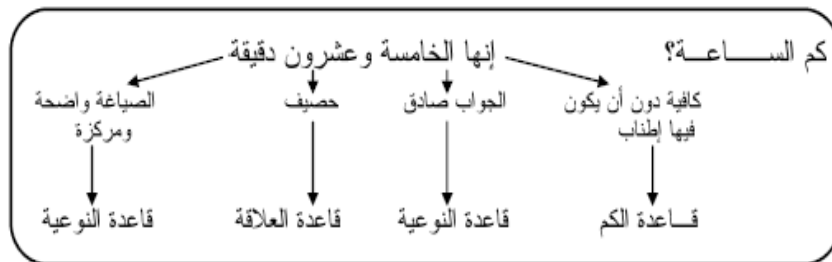 كم الســـــاعـــة؟ إنها الخامسة وعشرون دقيقة
كافية دون أن يكون
فيها إطناب
الجواب صادق
حصيف
الصياغة واضحة
ومركزة
قـــاعدة الكم
قاعدة النوعية
قاعدة العلاقة
قاعدة النوعية